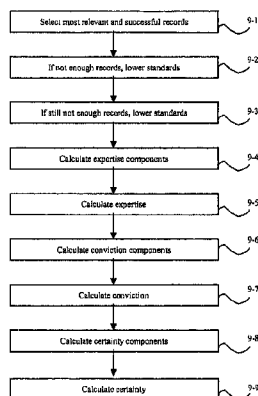 Select most relevant and successful records
9-1
If not enough records, lower standards
9-2
If still not enough records, lower standards
9-3
Calculate expertise components
9-4
Calculate expertise
9-5
Calculate conviction components
9-6
Calculate conviction
9-7
Calculate certainty components
9-8
Calculate certainty
9-9